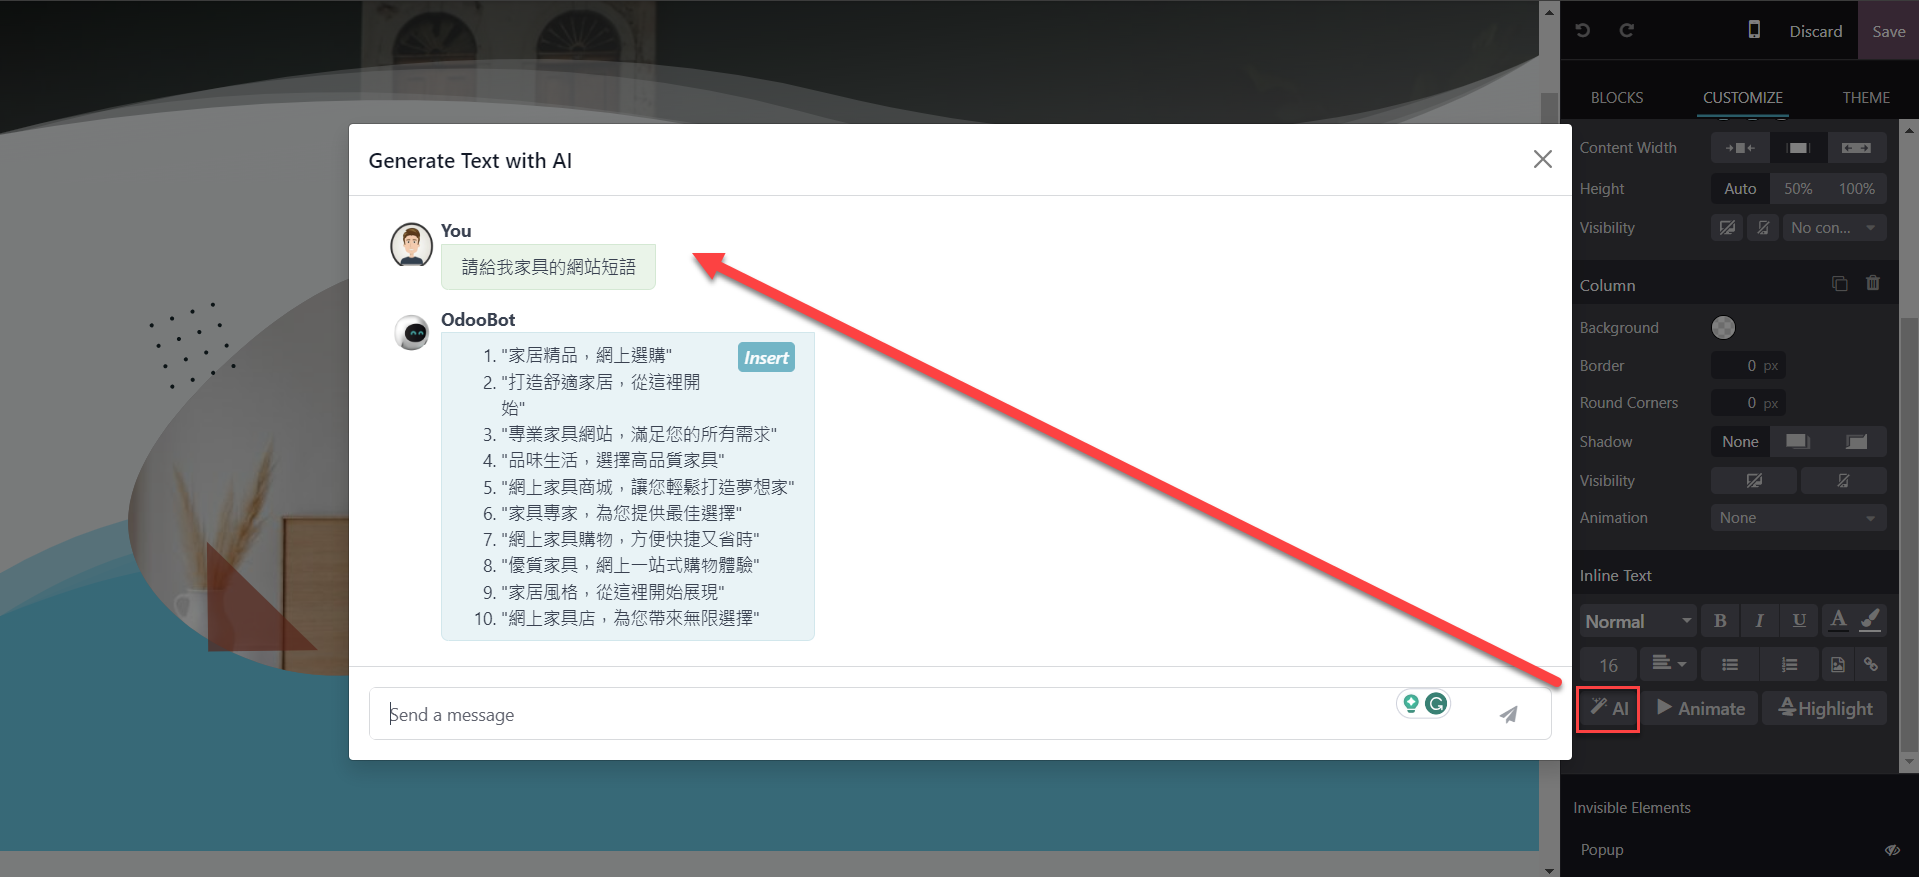 Discard
Save
BLOCKS
CUSTOMIZE
THEME
Generate Text with AI
You
請給我家具的網站短語
OdooBot
Insert
1. "家居精品，網上選購"
2. "打造舒適家居，從這裡開
始"
3. "專業家具網站，滿足您的所有需求"
4. "品味生活，選擇高品質家具"
5. "網上家具商城，讓您輕鬆打造夢想家"
6. "家具專家，為您提供最佳選擇"
7. "網上家具購物，方便快捷又省時"
8. "優質家具，網上一站式購物體驗"
9. "家居風格，從這裡開始展現"
10. "網上家具店，為您帶來無限選擇"
Send a message
Content Width
Height
Auto
50%
100%
Visibility
No con...
Column
Background
Border
0 px
Round Corners
0 px
Shadow
None
Visibility
Animation
None
Inline Text
Normal
B
I
U
A
16
AI
Animate
Highlight
Invisible Elements
Popup